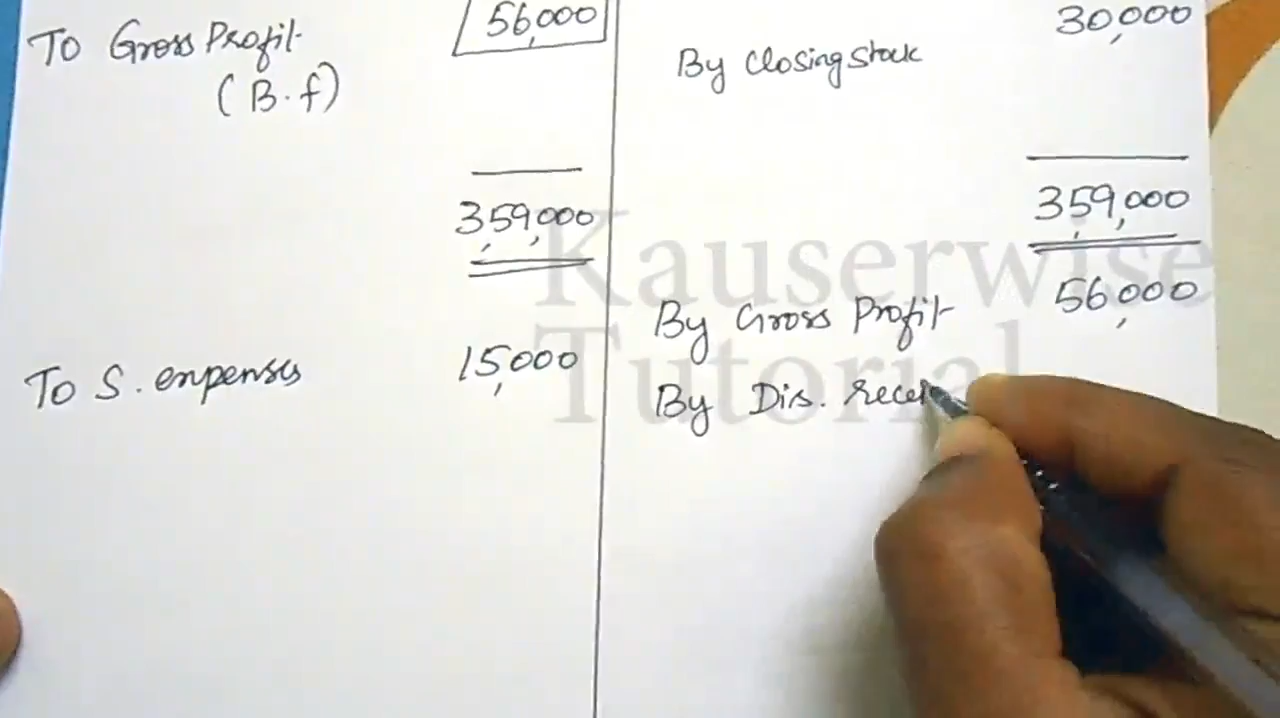 To Gross Profit 56,000
(B.f)
359,000
To S. expenses 15,000
30,000
By Closing stock
359,000
By Gross Profit 56,000
By Dis. recei
Kauserwise
Tutorial